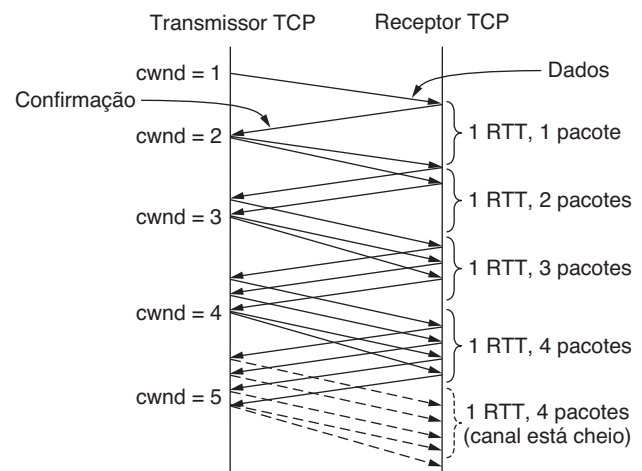 Transmissor TCP
Receptor TCP
cwnd = 1
Dados
Confirmação
cwnd = 2
1 RTT, 1 pacote
1 RTT, 2 pacotes
cwnd = 3
1 RTT, 3 pacotes
cwnd = 4
1 RTT, 4 pacotes
cwnd = 5
1 RTT, 4 pacotes
(canal está cheio)